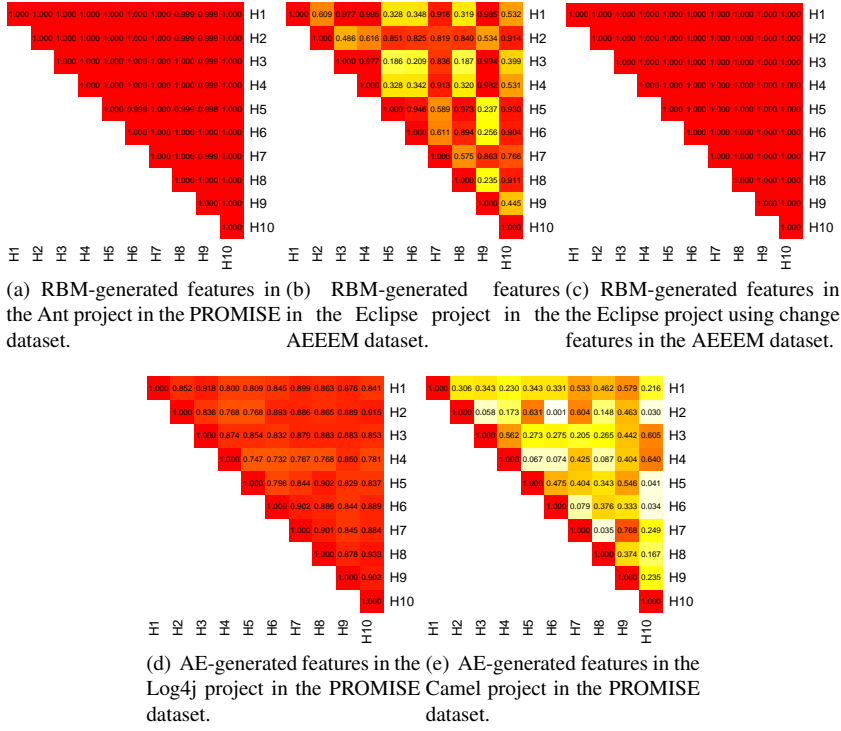 1.000 1.000 1.000 1.000 1.000 1.000 1.000 0.999 0.999 1.000 H1
1.000 1.000 1.000 1.000 1.000 1.000 0.999 1.000 1.000 H2
1.000 1.000 1.000 1.000 1.000 0.999 0.999 1.000 H3
1.000 1.000 1.000 1.000 0.999 1.000 1.000 H4
1.000 0.999 1.000 0.999 0.998 1.000 H5
1.000 1.000 1.000 1.000 1.000 H6
1.000 1.000 0.999 1.000 H7
1.000 1.000 1.000 H8
1.000 1.000 H9
1.000 H10
H1 H2 H3 H4 H5 H6 H7 H8 H9 H10
(a) RBM-generated features in
the Ant project in the PROMISE
dataset.
1.000 0.609 0.977 0.995 0.328 0.348 0.916 0.319 0.985 0.532 H1
1.000 0.486 0.616 0.851 0.825 0.819 0.840 0.534 0.914 H2
1.000 0.977 0.186 0.209 0.836 0.187 0.994 0.399 H3
1.000 0.328 0.342 0.913 0.320 0.982 0.531 H4
1.000 0.946 0.589 0.973 0.237 0.930 H5
1.000 0.611 0.894 0.256 0.904 H6
1.000 0.575 0.863 0.766 H7
1.000 0.235 0.911 H8
1.000 0.445 H9
1.000 H10
H1 H2 H3 H4 H5 H6 H7 H8 H9 H10
(b) RBM-generated features
in the Eclipse project in the
AEEEM dataset.
1.000 1.000 1.000 1.000 1.000 1.000 1.000 1.000 1.000 1.000 H1
1.000 1.000 1.000 1.000 1.000 1.000 1.000 1.000 1.000 H2
1.000 1.000 1.000 1.000 1.000 1.000 1.000 1.000 H3
1.000 1.000 1.000 1.000 1.000 1.000 1.000 H4
1.000 1.000 1.000 1.000 1.000 1.000 H5
1.000 1.000 1.000 1.000 1.000 H6
1.000 1.000 1.000 1.000 H7
1.000 1.000 1.000 H8
1.000 1.000 H9
1.000 H10
H1 H2 H3 H4 H5 H6 H7 H8 H9 H10
(c) RBM-generated features in
the Eclipse project using change
features in the AEEEM dataset.
1.000 0.852 0.918 0.800 0.809 0.845 0.899 0.863 0.876 0.841 H1
1.000 0.836 0.768 0.768 0.893 0.886 0.865 0.889 0.915 H2
1.000 0.874 0.854 0.832 0.879 0.883 0.883 0.853 H3
1.000 0.747 0.732 0.767 0.768 0.850 0.781 H4
1.000 0.796 0.844 0.902 0.829 0.837 H5
1.000 0.902 0.886 0.844 0.889 H6
1.000 0.901 0.845 0.884 H7
1.000 0.878 0.933 H8
1.000 0.902 H9
1.000 H10
H1 H2 H3 H4 H5 H6 H7 H8 H9 H10
(d) AE-generated features in the
Log4j project in the PROMISE
dataset.
1.000 0.306 0.343 0.230 0.343 0.331 0.533 0.462 0.579 0.216 H1
1.000 0.058 0.173 0.631 0.001 0.604 0.148 0.463 0.030 H2
1.000 0.562 0.273 0.275 0.205 0.265 0.442 0.605 H3
1.000 0.067 0.074 0.425 0.087 0.404 0.640 H4
1.000 0.475 0.404 0.343 0.546 0.041 H5
1.000 0.079 0.376 0.333 0.034 H6
1.000 0.035 0.768 0.249 H7
1.000 0.374 0.167 H8
1.000 0.235 H9
1.000 H10
H1 H2 H3 H4 H5 H6 H7 H8 H9 H10
(e) AE-generated features in the
Camel project in the PROMISE
dataset.